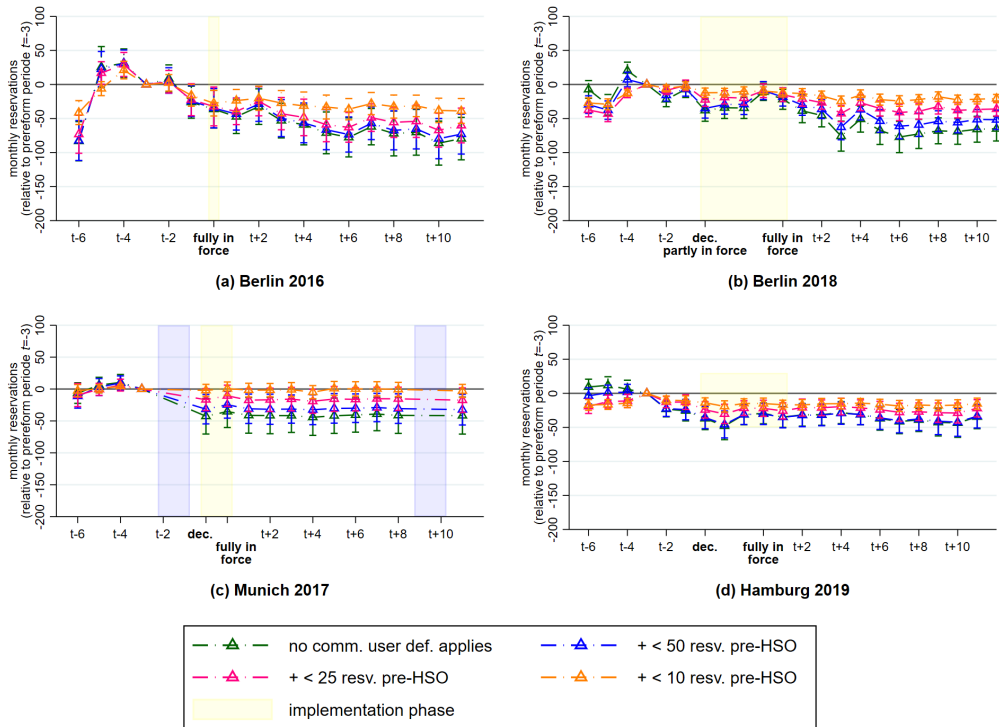 monthly reservations
(relative to prereform periode t=-3)
100
50
0
-50
-100
-150
-200
t-6
t-4
t-2
fully in
force
t+2
t+4
t+6
t+8
t+10
(a) Berlin 2016
monthly reservations
(relative to prereform periode t=-3)
100
50
0
-50
-100
-150
-200
t-6
t-4
t-2
dec.
partly in force
fully in
force
t+2
t+4
t+6
t+8
t+10
(b) Berlin 2018
monthly reservations
(relative to prereform periode t=-3)
100
50
0
-50
-100
-150
-200
t-6
t-4
t-2
dec.
fully in
force
t+2
t+4
t+6
t+8
t+10
(c) Munich 2017
monthly reservations
(relative to prereform periode t=-3)
100
50
0
-50
-100
-150
-200
t-6
t-4
t-2
dec.
fully in
force
t+2
t+4
t+6
t+8
t+10
(d) Hamburg 2019
no comm. user def. applies
+ < 50 resv. pre-HSO
+ < 25 resv. pre-HSO
+ < 10 resv. pre-HSO
implementation phase